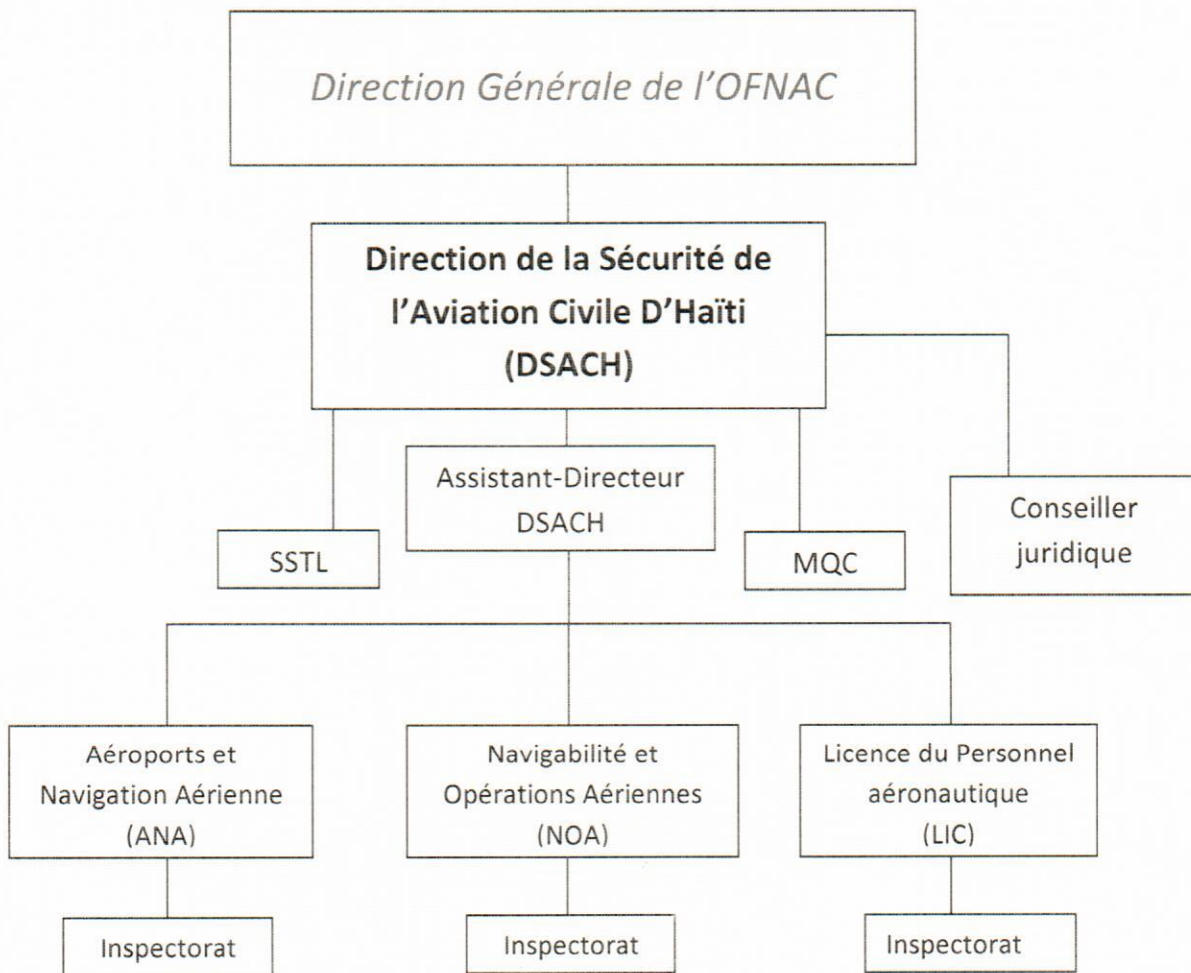 Direction Générale de l'OFNAC
Direction de la Sécurité de
l'Aviation Civile D'Haïti
(DSACH)
Assistant-Directeur
DSACH
SSTL
MQC
Conseiller
juridique
Aéroports et
Navigation Aérienne
(ANA)
Navigabilité et
Opérations Aériennes
(NOA)
Licence du Personnel
aéronautique
(LIC)
Inspectorat
Inspectorat
Inspectorat